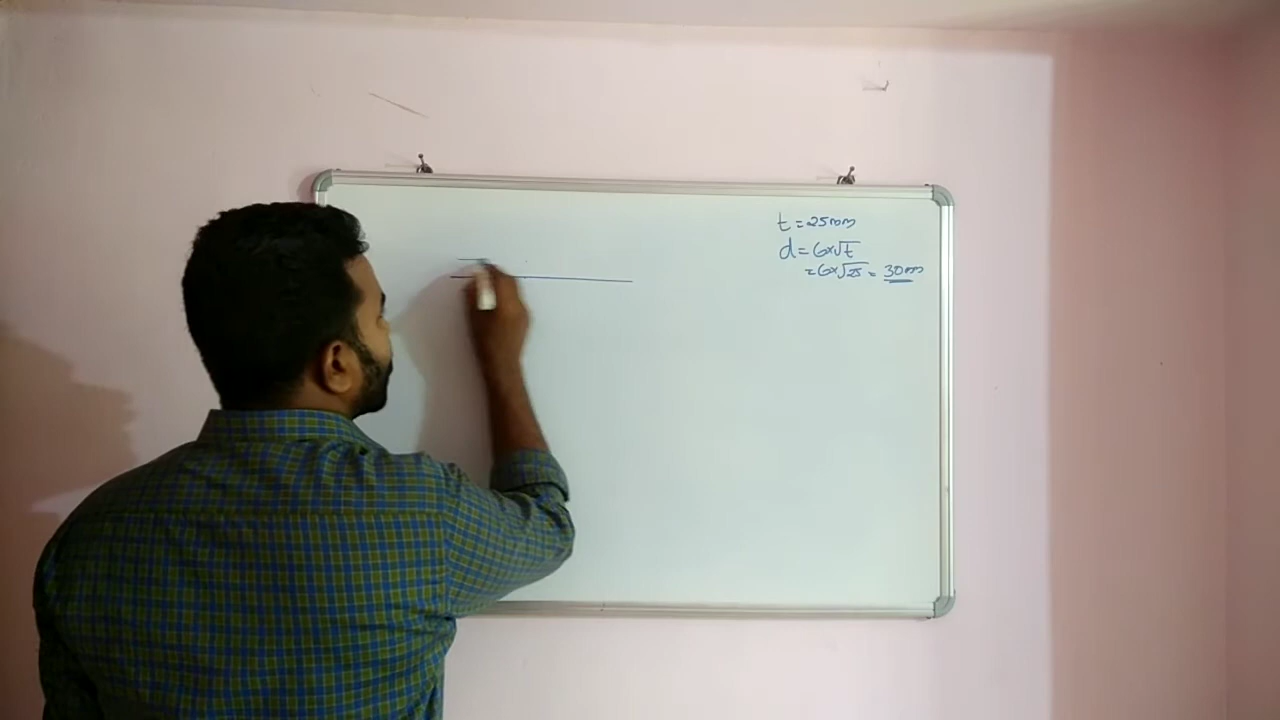 t = 25mm
d = 6×√t
= 6×√25 = 30mm